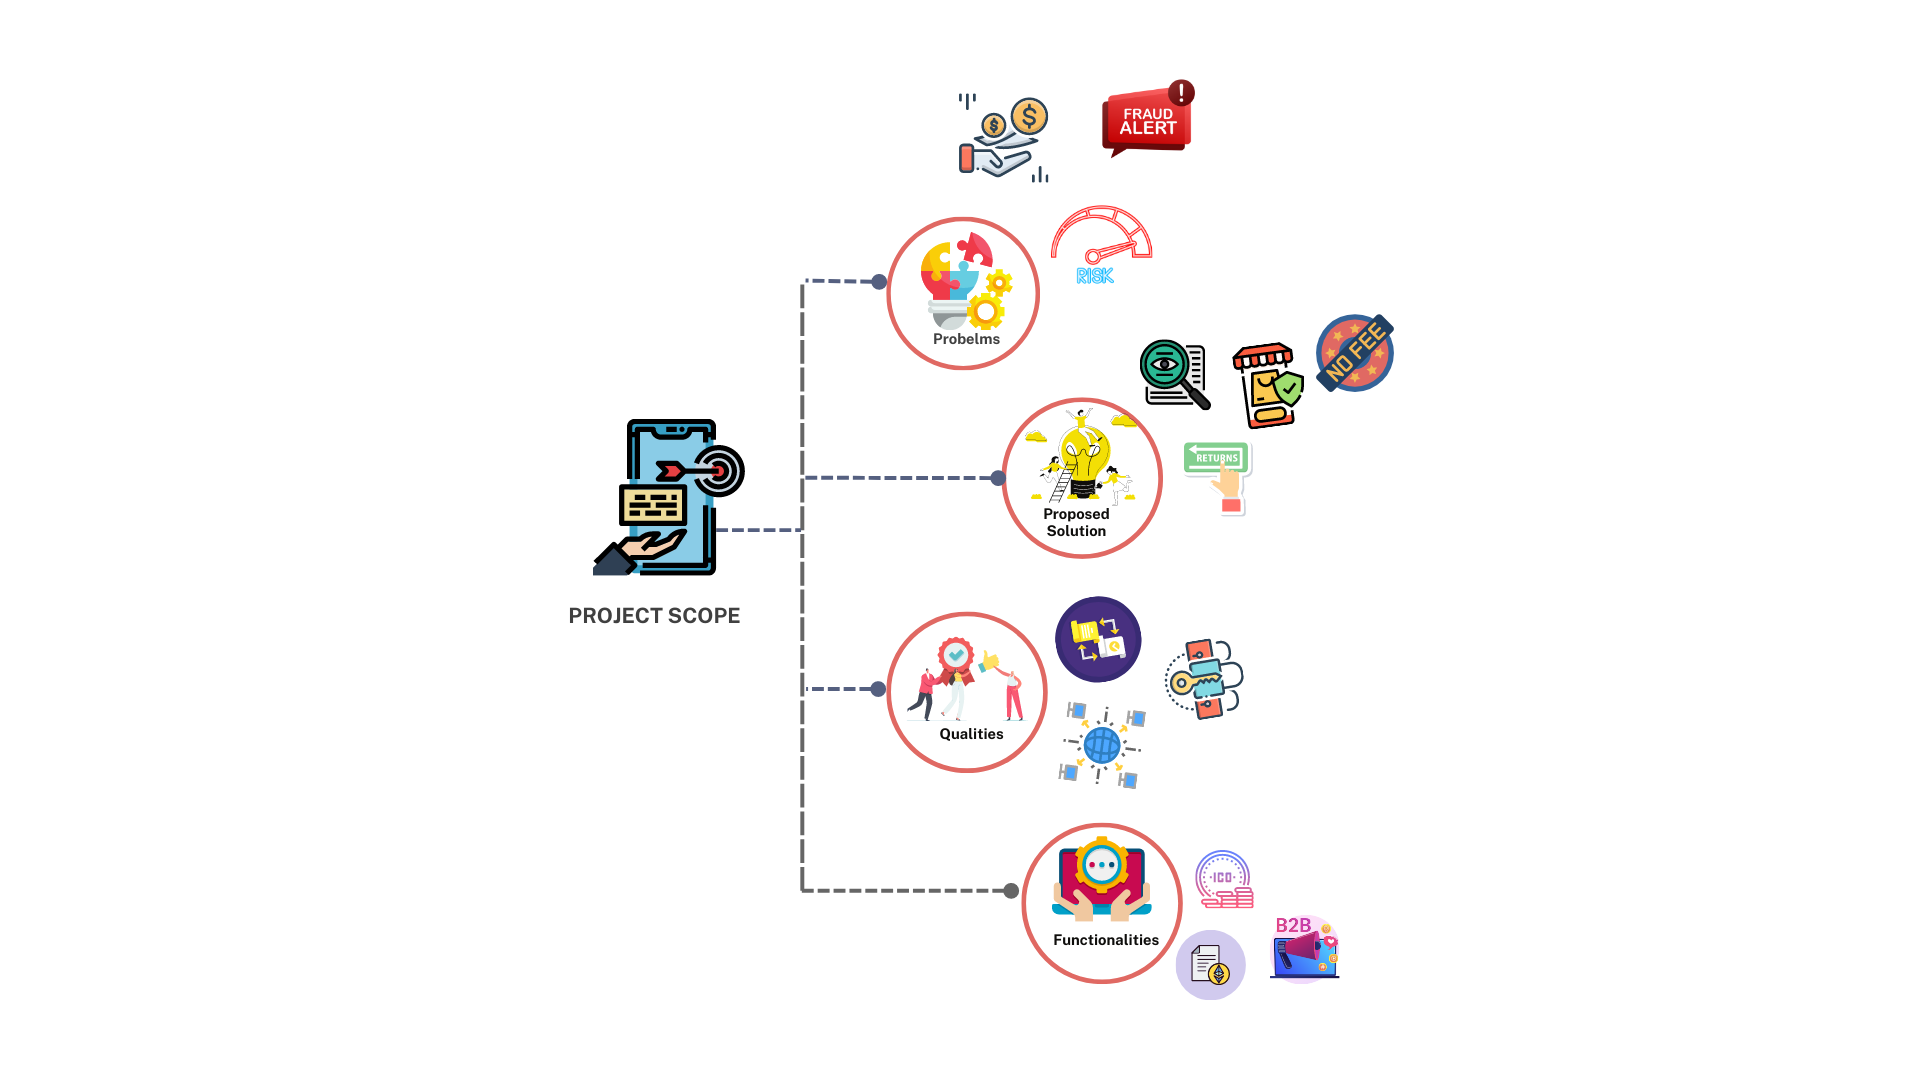 FRAUD
ALERT
RISK
Probelms
NO FEE
RETURNS
Proposed
Solution
PROJECT SCOPE
Qualities
ICO
Functionalities
B2B